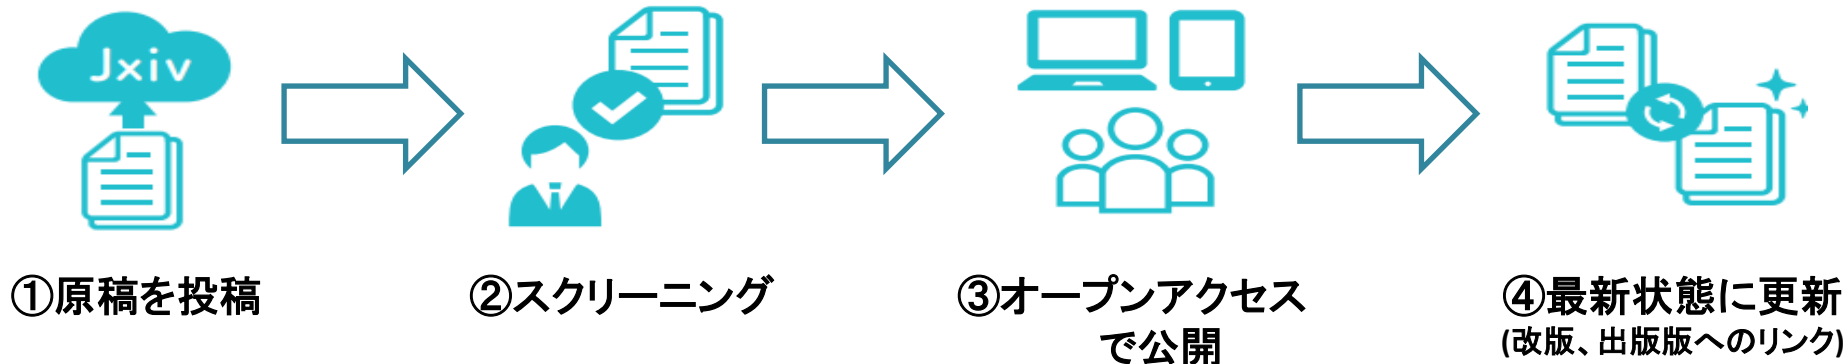 Jxiv
①原稿を投稿
②スクリーニング
③オープンアクセス
で公開
④最新状態に更新
(改版、出版版へのリンク)